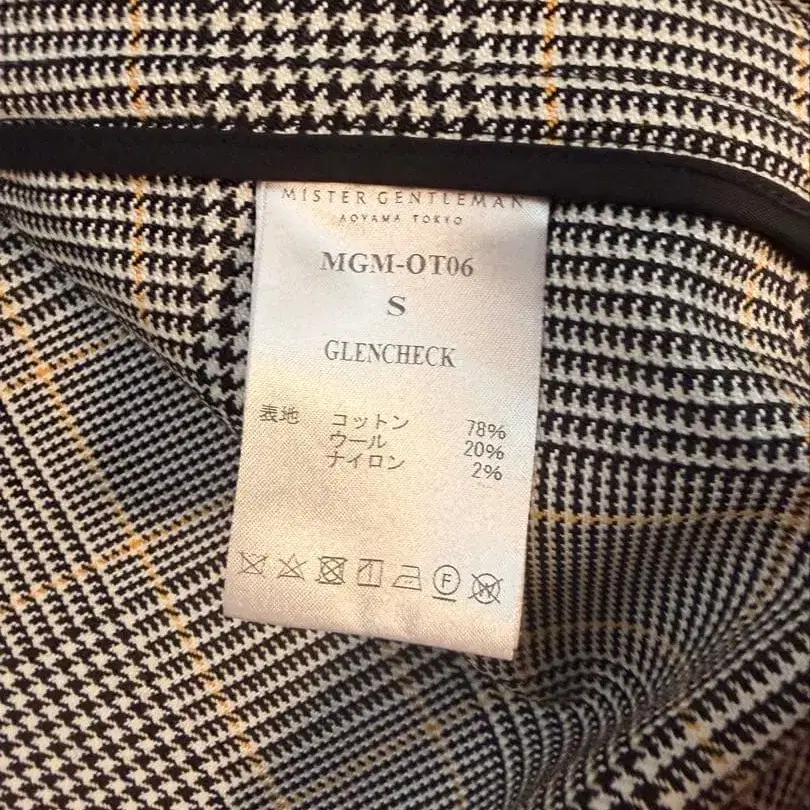 MISTER GENTLEMAN
AOYAMA TOKYO
MGM-OT06
S
GLENCHECK
表地 コットン 78%
ウール 20%
ナイロン 2%
F W